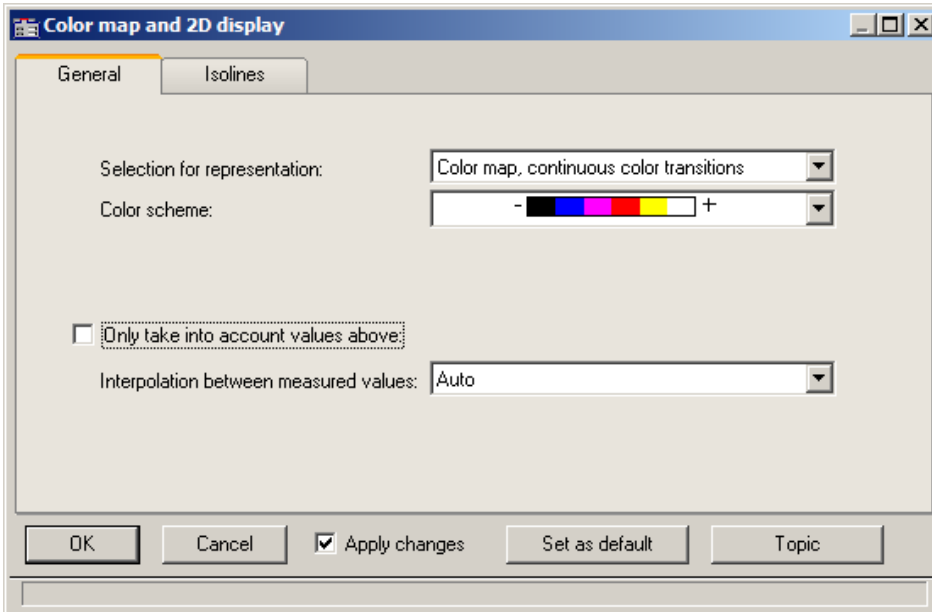 Color map and 2D display
General Isolines
Selection for representation: Color map, continuous color transitions
Color scheme: - +
Only take into account values above:
Interpolation between measured values: Auto
OK Cancel Apply changes Set as default Topic